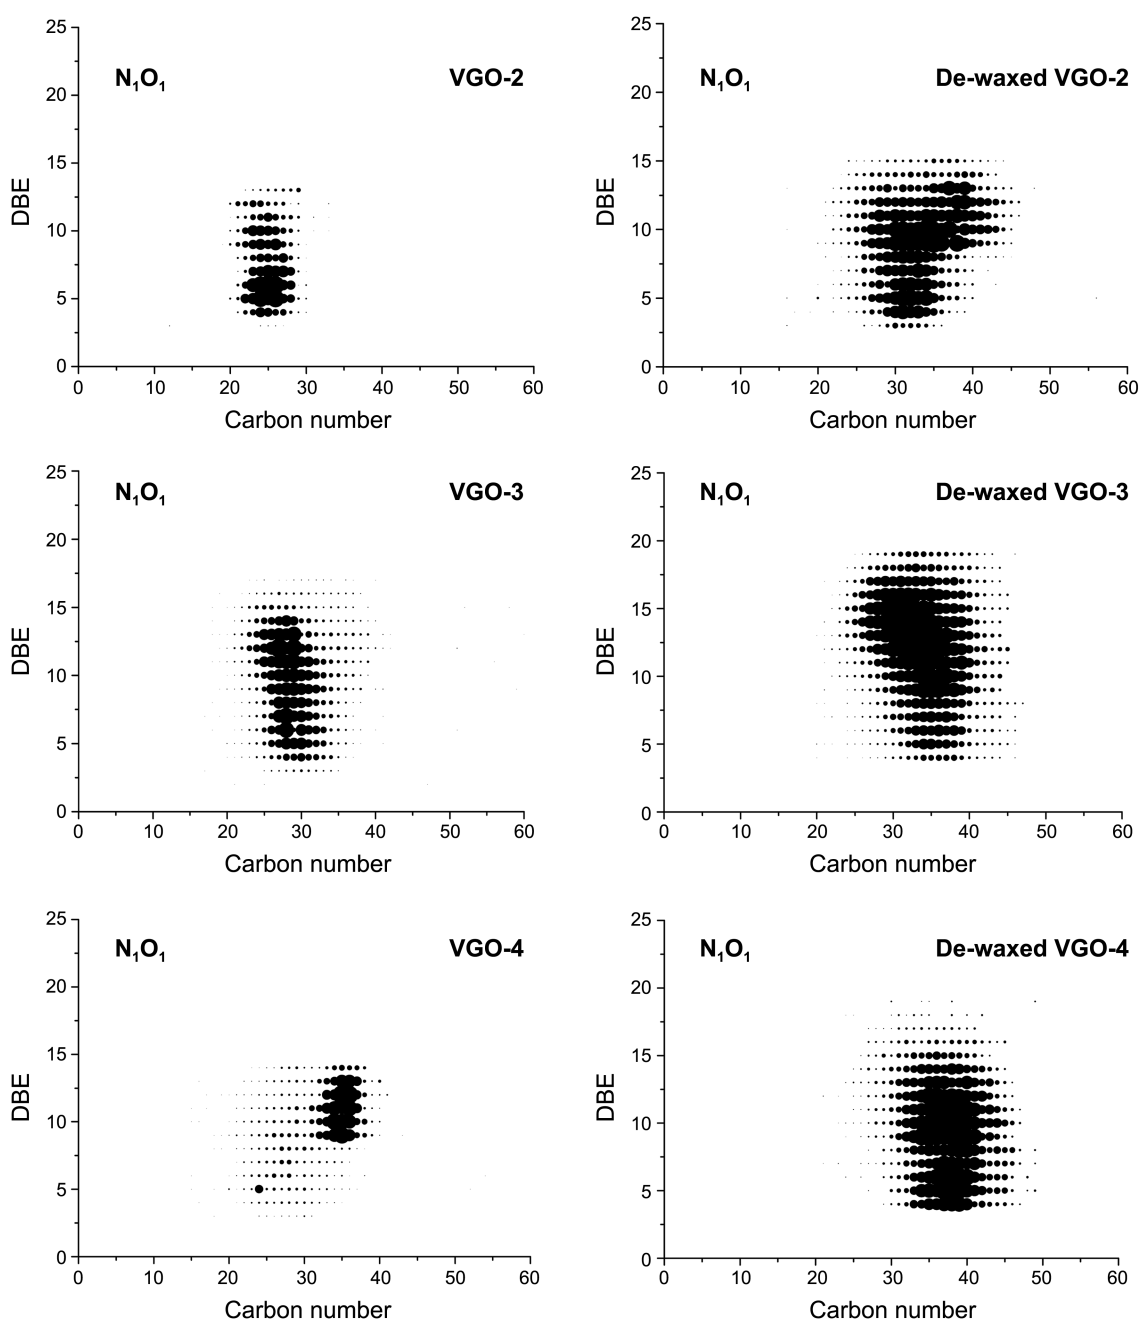 N₁O₁ VGO-2
25
20
15
10
5
0
DBE
0 10 20 30 40 50 60
Carbon number
N₁O₁ De-waxed VGO-2
25
20
15
10
5
0
DBE
0 10 20 30 40 50 60
Carbon number
N₁O₁ VGO-3
25
20
15
10
5
0
DBE
0 10 20 30 40 50 60
Carbon number
N₁O₁ De-waxed VGO-3
25
20
15
10
5
0
DBE
0 10 20 30 40 50 60
Carbon number
N₁O₁ VGO-4
25
20
15
10
5
0
DBE
0 10 20 30 40 50 60
Carbon number
N₁O₁ De-waxed VGO-4
25
20
15
10
5
0
DBE
0 10 20 30 40 50 60
Carbon number